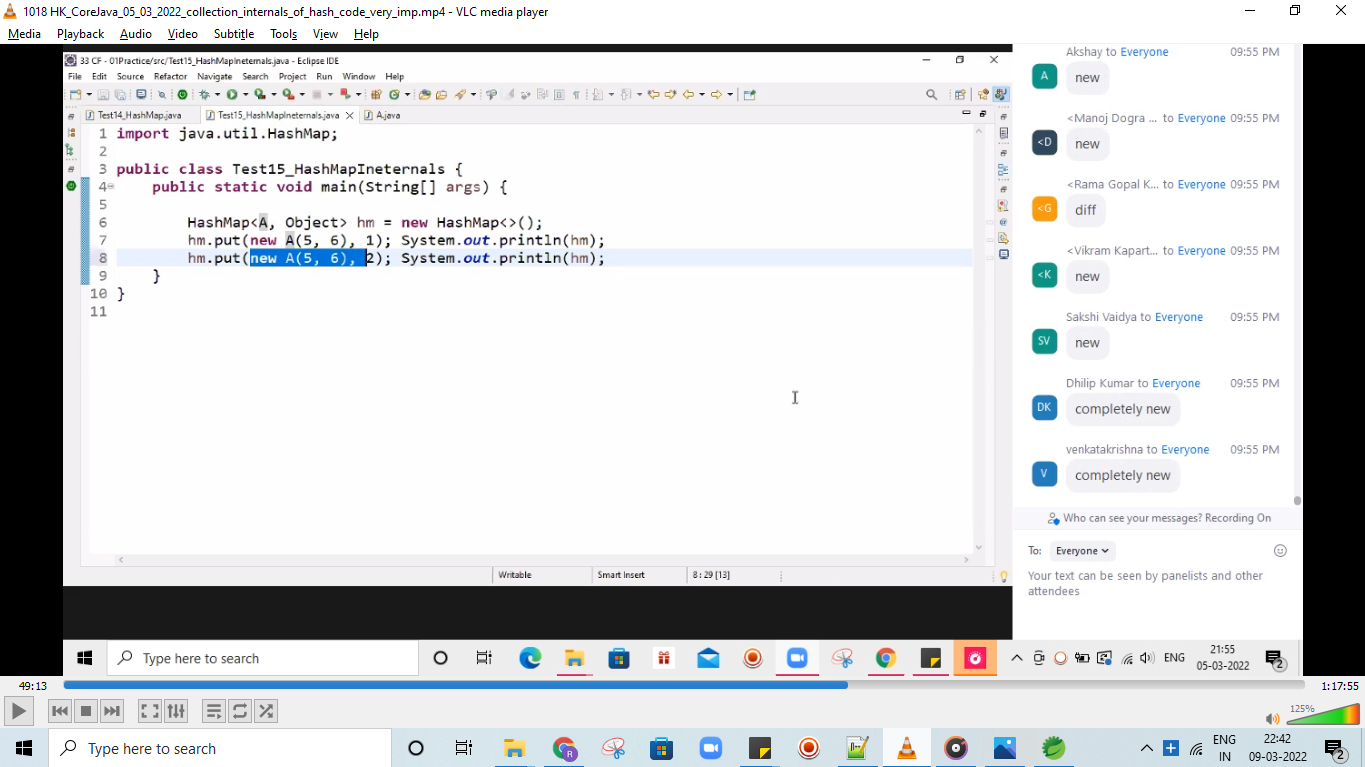 1018 HK_CoreJava_05_03_2022_collection_internals_of_hash_code_very_imp.mp4 - VLC media player
Media Playback Audio Video Subtitle Tools View Help
33 CF - 01Practice/src/Test15_HashMapIneternals.java - Eclipse IDE
File Edit Source Refactor Navigate Search Project Run Window Help
Test14_HashMap.java Test15_HashMapIneternals.java A.java
1 import java.util.HashMap;
2
3 public class Test15_HashMapIneternals {
4 public static void main(String[] args) {
5
6 HashMap<A, Object> hm = new HashMap<>();
7 hm.put(new A(5, 6), 1); System.out.println(hm);
8 hm.put(new A(5, 6), 2); System.out.println(hm);
9 }
10 }
11
Writable Smart Insert 8 : 29 [13]
Akshay to Everyone 09:55 PM
A new
<Manoj Dogra ... to Everyone 09:55 PM
<D new
<Rama Gopal K... to Everyone 09:55 PM
<G diff
<Vikram Kapart... to Everyone 09:55 PM
<K new
Sakshi Vaidya to Everyone 09:55 PM
SV new
Dhilip Kumar to Everyone 09:55 PM
DK completely new
venkatakrishna to Everyone 09:55 PM
V completely new
Who can see your messages? Recording On
To: Everyone
Your text can be seen by panelists and other
attendees
Type here to search
ENG
21:55
05-03-2022
2
49:13
1:17:55
125%
Type here to search
R
ENG
IN
22:42
09-03-2022
2